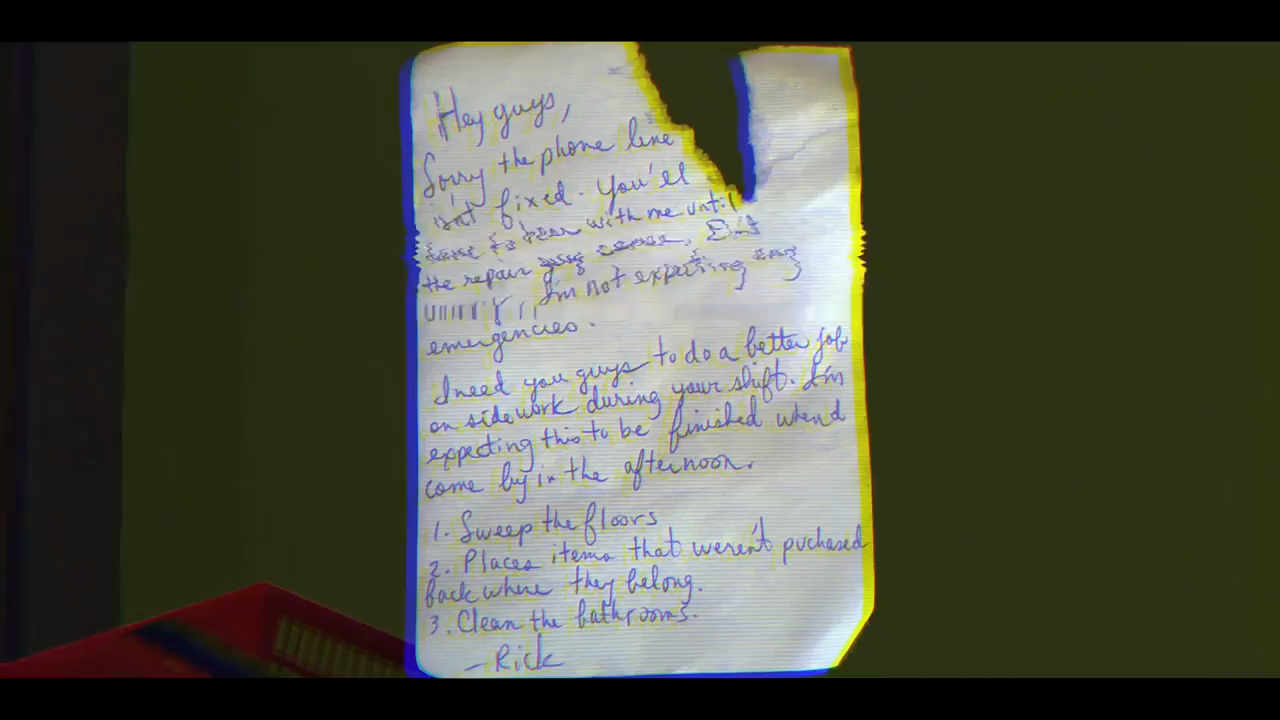 Hey guys,
Sorry the phone line
isn't fixed. You'll
have to bear with me until
the repair guy comes. But
I'm not expecting any
emergencies.
I need you guys to do a better job
on sidework during your shift. I'm
expecting this to be finished when I
come by in the afternoon.
1. Sweep the floors
2. Places items that weren't puchased
back where they belong.
3. Clean the bathrooms.
- Rick